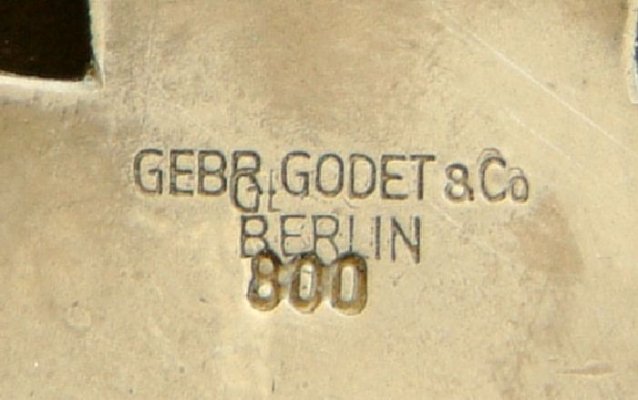 GEBR. GODET & Co
GL
BERLIN
800